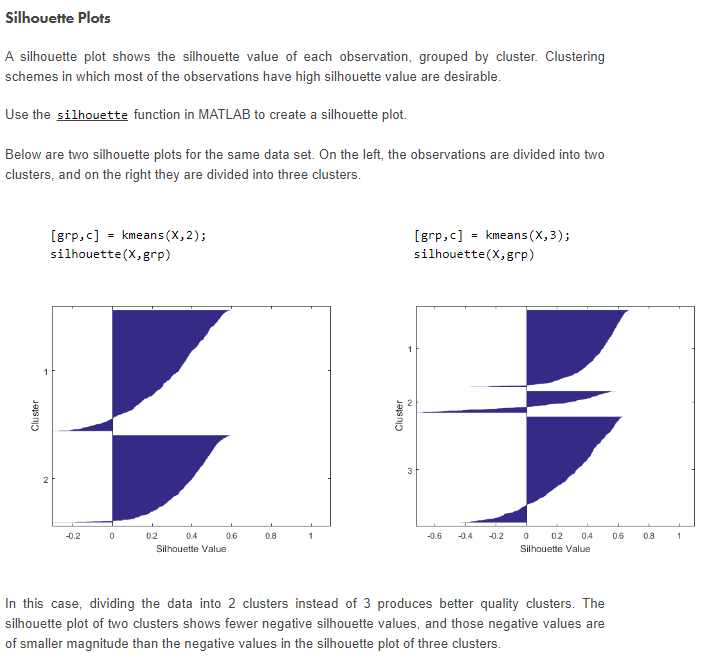 Silhouette Plots
A silhouette plot shows the silhouette value of each observation, grouped by cluster. Clustering
schemes in which most of the observations have high silhouette value are desirable.
Use the silhouette function in MATLAB to create a silhouette plot.
Below are two silhouette plots for the same data set. On the left, the observations are divided into two
clusters, and on the right they are divided into three clusters.
[grp,c] = kmeans(X,2);
silhouette(X,grp)
Cluster
1
2
-0.2 0 0.2 0.4 0.6 0.8 1
Silhouette Value
[grp,c] = kmeans(X,3);
silhouette(X,grp)
Cluster
1
2
3
-0.6 -0.4 -0.2 0 0.2 0.4 0.6 0.8 1
Silhouette Value
In this case, dividing the data into 2 clusters instead of 3 produces better quality clusters. The
silhouette plot of two clusters shows fewer negative silhouette values, and those negative values are
of smaller magnitude than the negative values in the silhouette plot of three clusters.